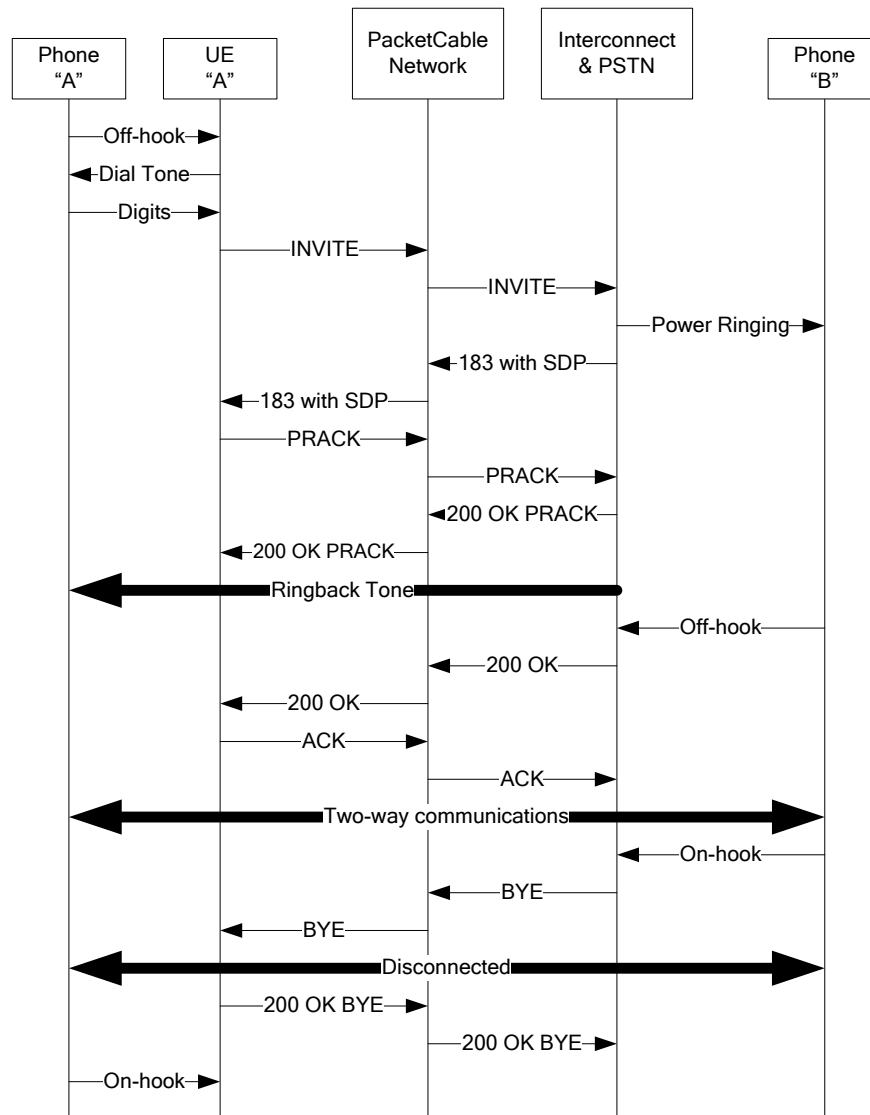 Phone
“A”
UE
“A”
PacketCable
Network
Interconnect
& PSTN
Phone
“B”
Off-hook
Dial Tone
Digits
INVITE
INVITE
Power Ringing
183 with SDP
183 with SDP
PRACK
PRACK
200 OK PRACK
200 OK PRACK
Ringback Tone
Off-hook
200 OK
200 OK
ACK
ACK
Two-way communications
On-hook
BYE
BYE
Disconnected
200 OK BYE
200 OK BYE
On-hook